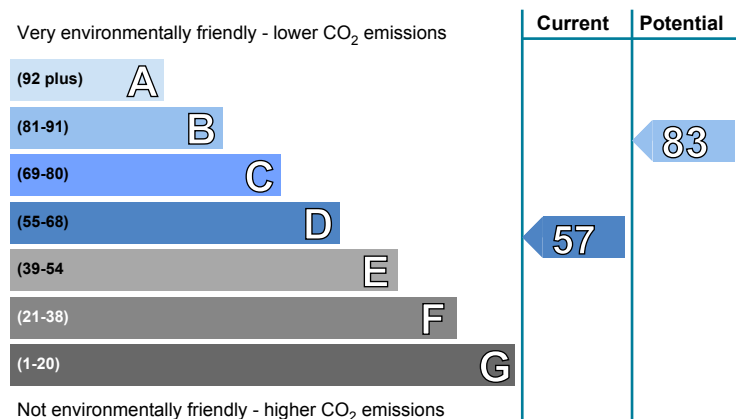 Current Potential
Very environmentally friendly - lower CO₂ emissions
(92 plus) A
(81-91) B
83
(69-80) C
(55-68) D
57
(39-54 E
(21-38) F
(1-20) G
Not environmentally friendly - higher CO₂ emissions